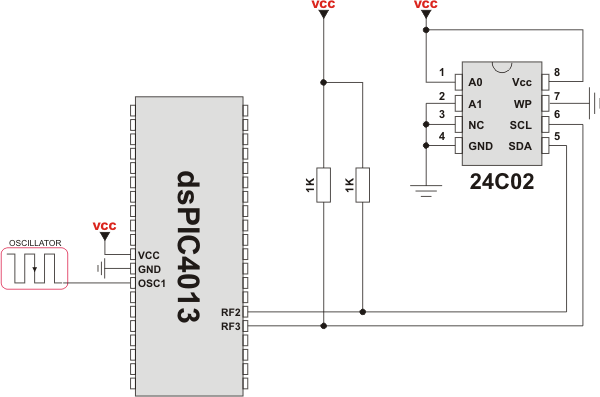 VCC
VCC
1
A0
Vcc
8
2
A1
WP
7
3
NC
SCL
6
4
GND
SDA
5
24C02
1K
1K
dsPIC4013
VCC
OSCILLATOR
VCC
GND
OSC1
RF2
RF3